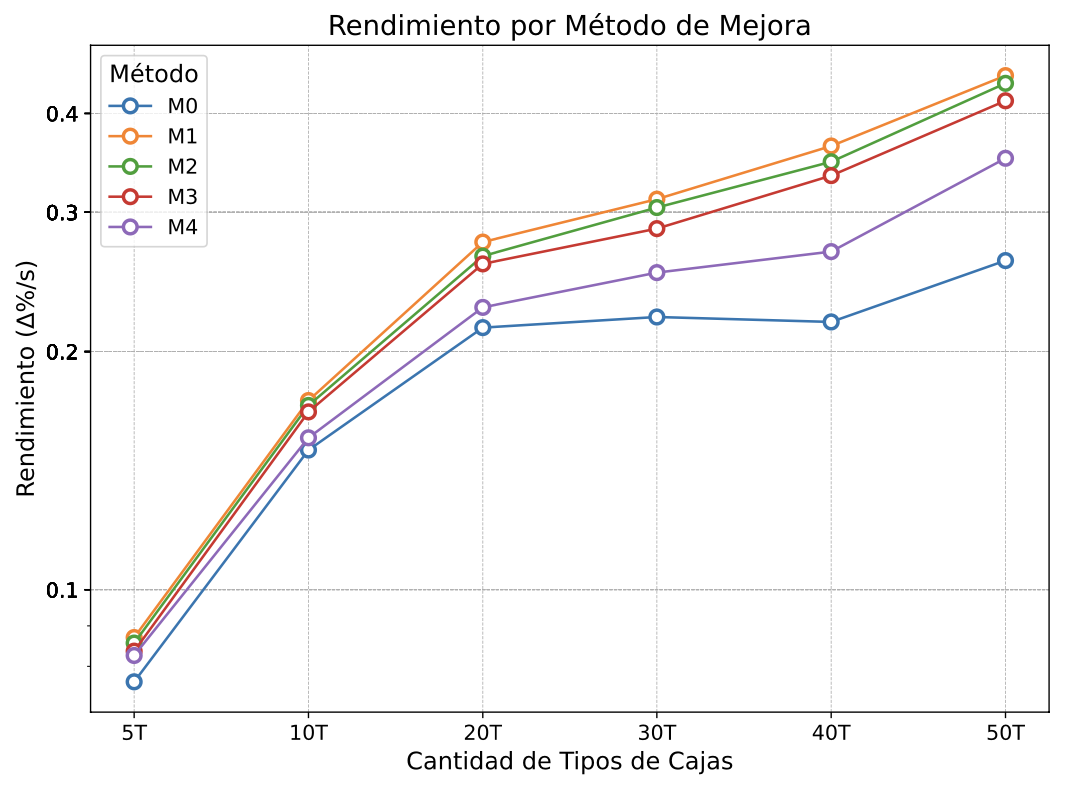 Rendimiento por Método de Mejora
Método
M0
M1
M2
M3
M4
Rendimiento (Δ%/s)
0.4
0.3
0.2
0.1
5T
10T
20T
30T
40T
50T
Cantidad de Tipos de Cajas